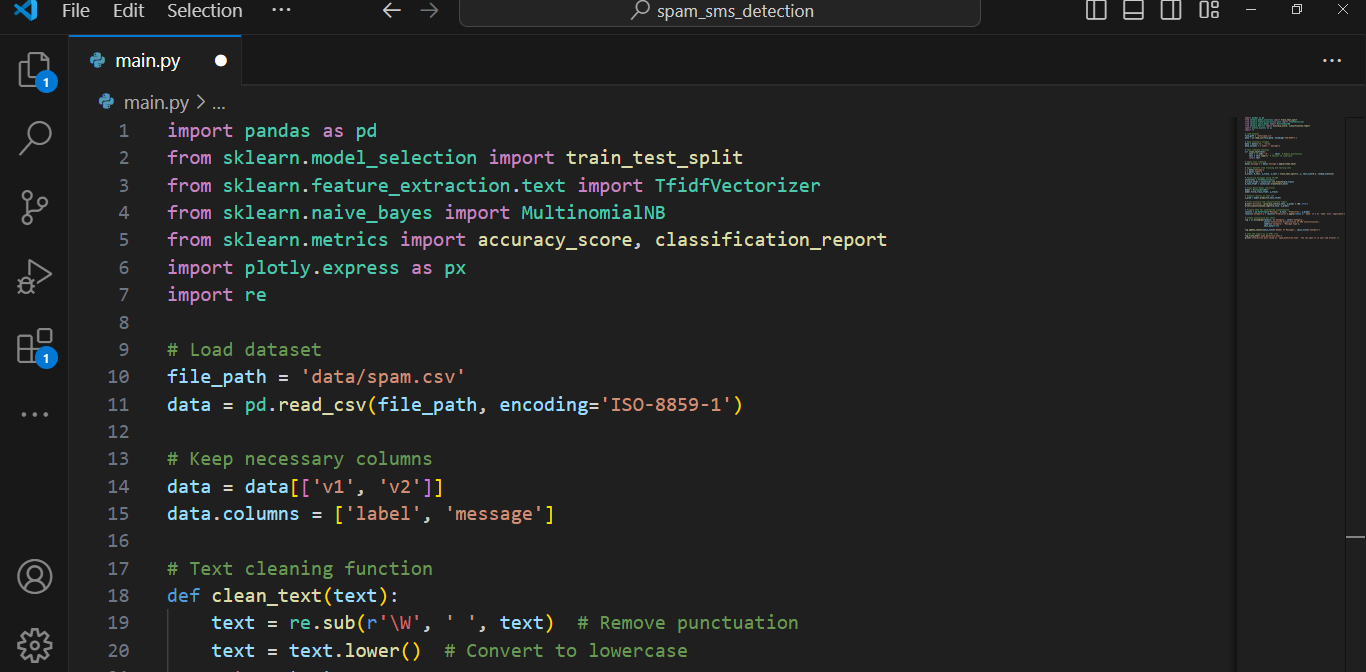 File Edit Selection ··· spam_sms_detection
main.py
main.py > ...
1 import pandas as pd
2 from sklearn.model_selection import train_test_split
3 from sklearn.feature_extraction.text import TfidfVectorizer
4 from sklearn.naive_bayes import MultinomialNB
5 from sklearn.metrics import accuracy_score, classification_report
6 import plotly.express as px
7 import re
8
9 # Load dataset
10 file_path = 'data/spam.csv'
11 data = pd.read_csv(file_path, encoding='ISO-8859-1')
12
13 # Keep necessary columns
14 data = data[['v1', 'v2']]
15 data.columns = ['label', 'message']
16
17 # Text cleaning function
18 def clean_text(text):
19 text = re.sub(r'\W', ' ', text)  # Remove punctuation
20 text = text.lower()  # Convert to lowercase
1
1